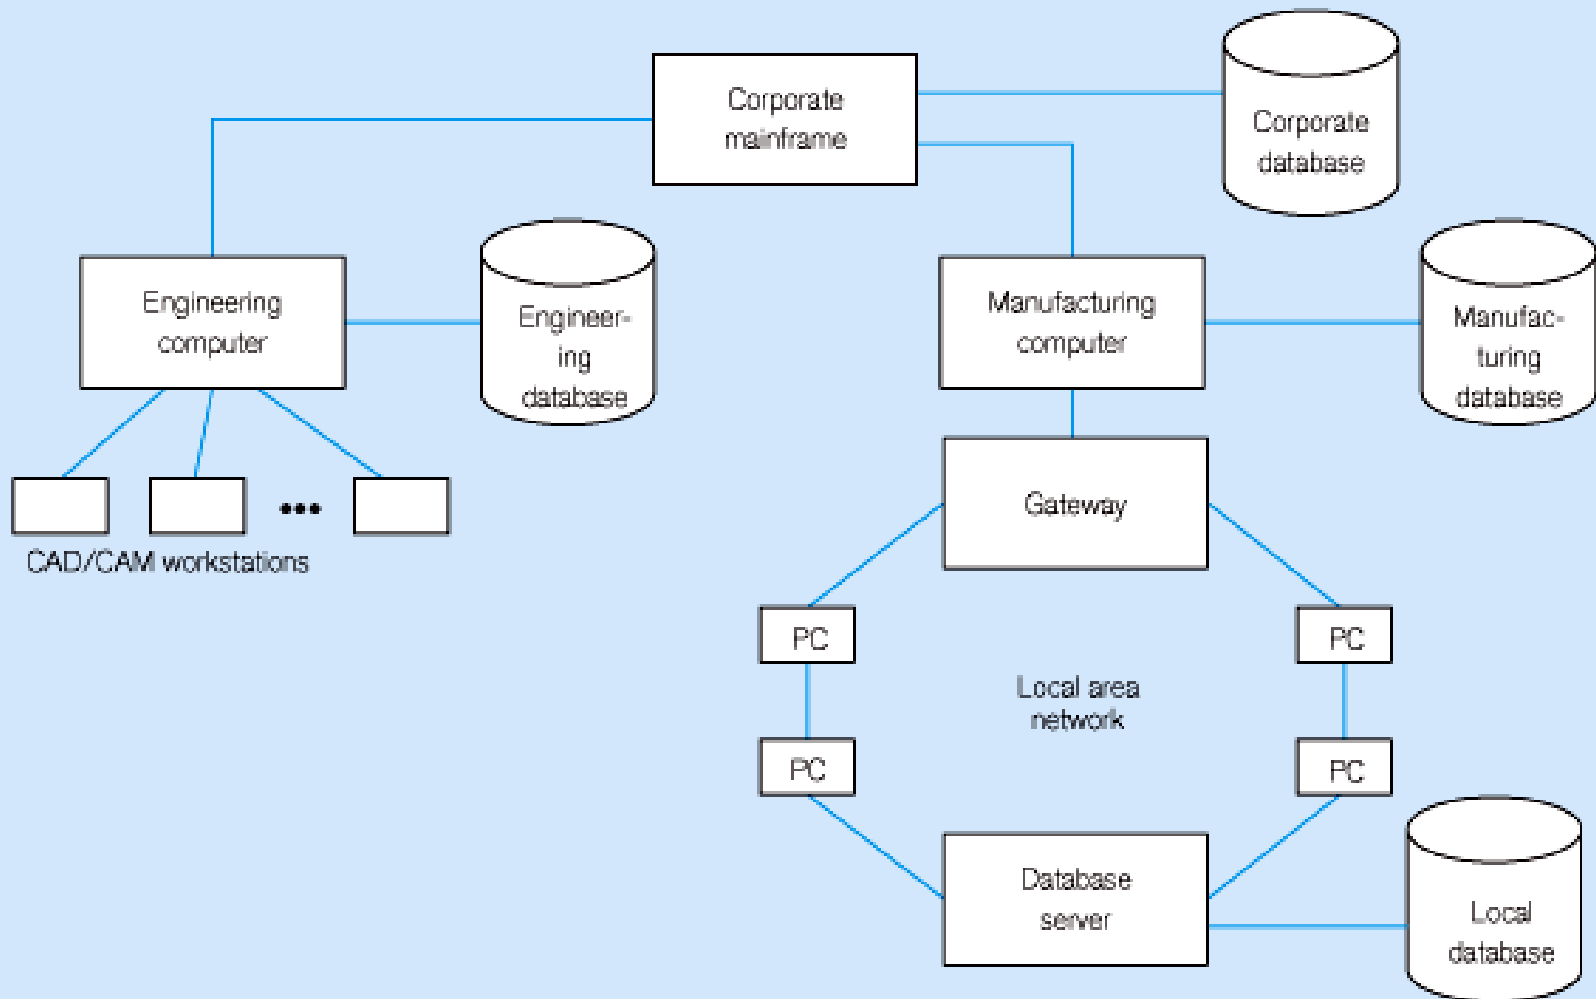 Corporate
mainframe
Corporate
database
Engineering
computer
Engineer-
ing
database
Manufacturing
computer
Manufac-
turing
database
CAD/CAM workstations
Gateway
PC
PC
Local area
network
PC
PC
Database
server
Local
database